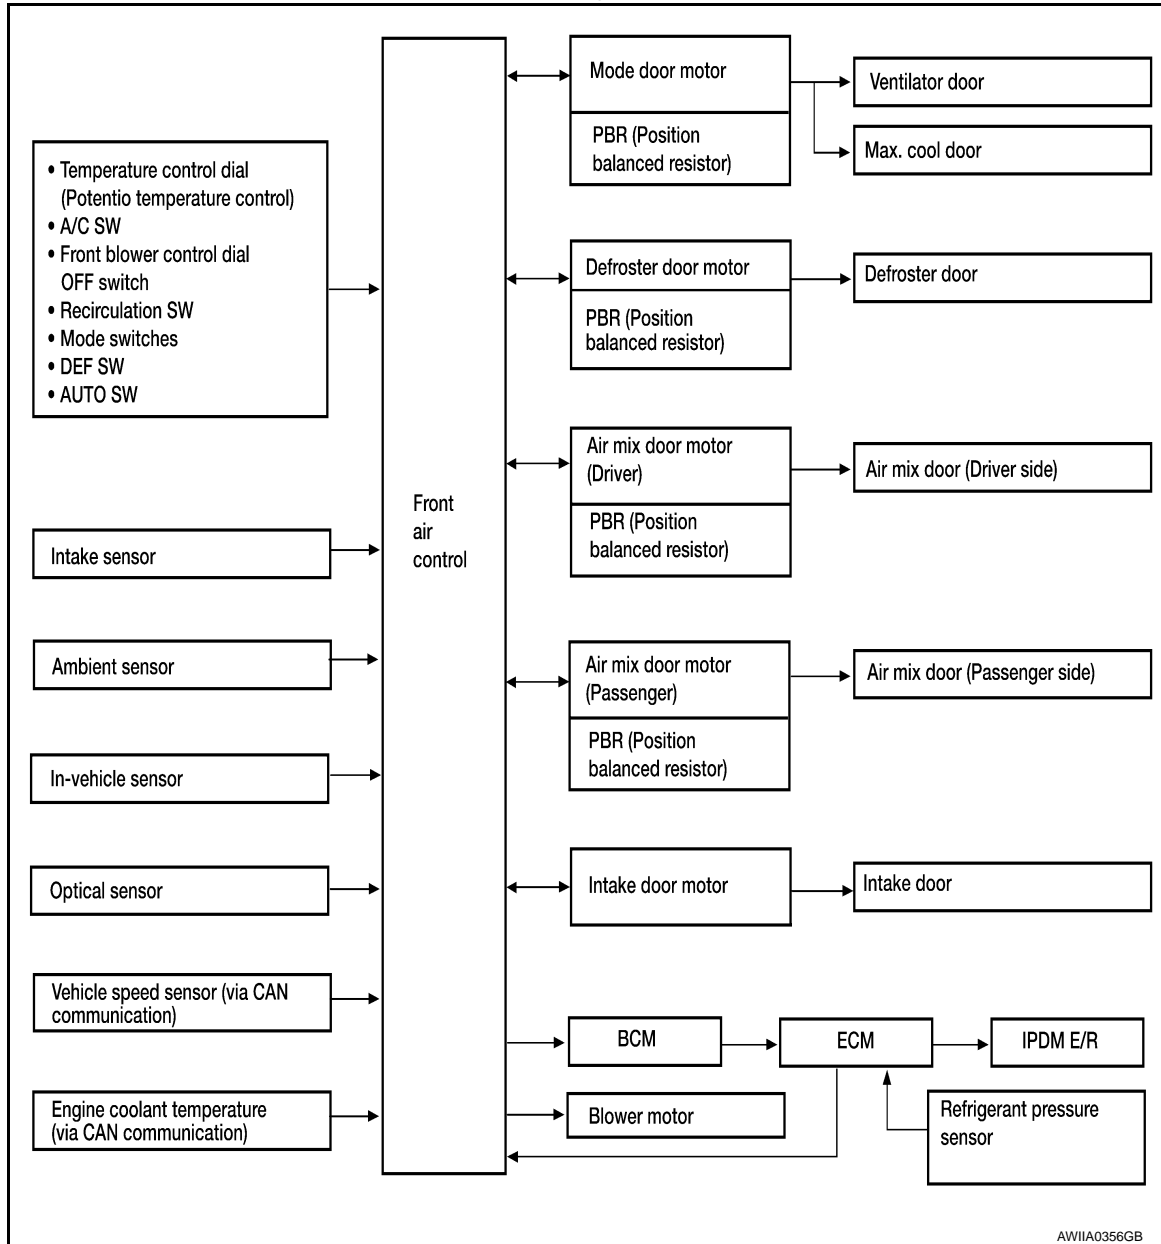 Mode door motor
PBR (Position
balanced resistor)
Ventilator door
Max. cool door
• Temperature control dial
(Potentio temperature control)
• A/C SW
• Front blower control dial
OFF switch
• Recirculation SW
• Mode switches
• DEF SW
• AUTO SW
Defroster door motor
PBR (Position
balanced resistor)
Defroster door
Front
air
control
Air mix door motor
(Driver)
PBR (Position
balanced resistor)
Air mix door (Driver side)
Intake sensor
Ambient sensor
Air mix door motor
(Passenger)
PBR (Position
balanced resistor)
Air mix door (Passenger side)
In-vehicle sensor
Optical sensor
Intake door motor
Intake door
Vehicle speed sensor (via CAN
communication)
BCM
ECM
IPDM E/R
Engine coolant temperature
(via CAN communication)
Blower motor
Refrigerant pressure
sensor
AWIIA0356GB